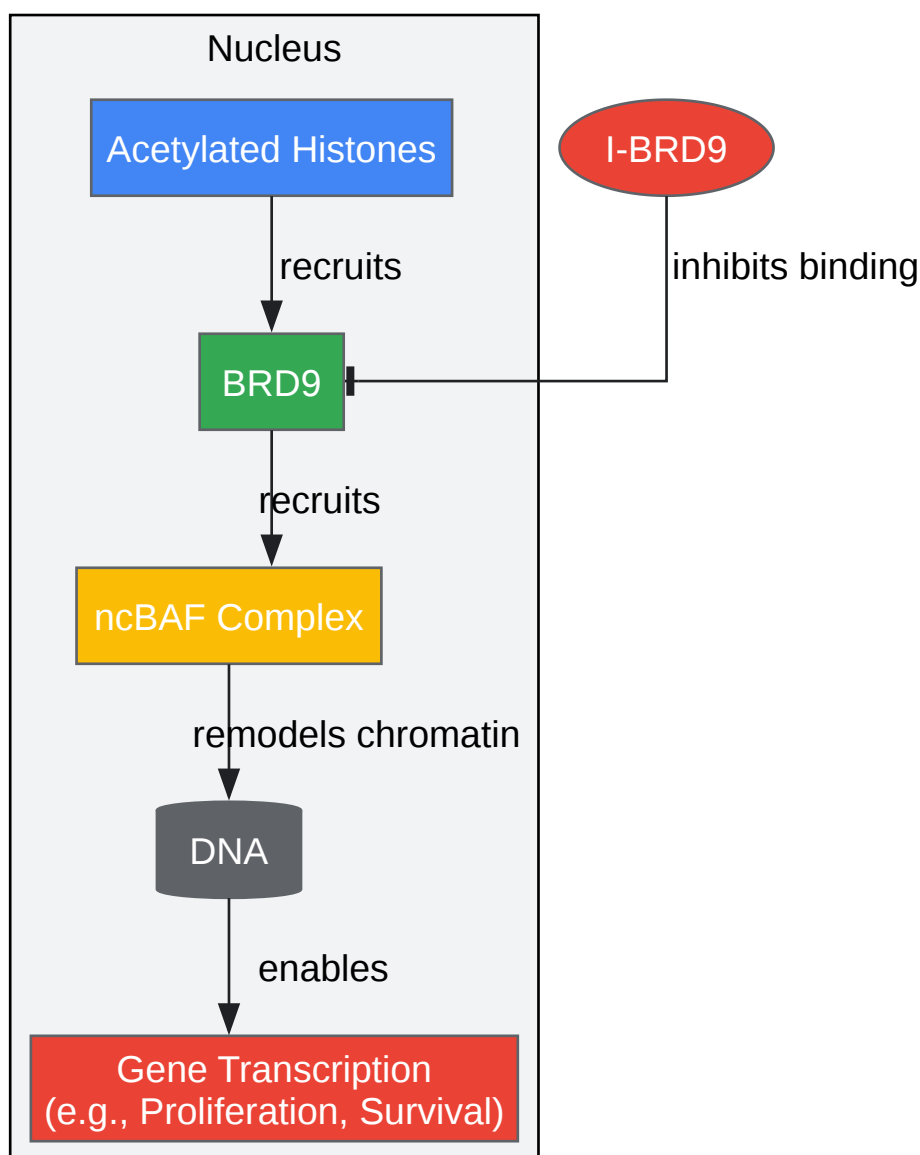 Nucleus
Acetylated Histones
I-BRD9
recruits
inhibits binding
BRD9
recruits
ncBAF Complex
remodels chromatin
DNA
enables
Gene Transcription
(e.g., Proliferation, Survival)